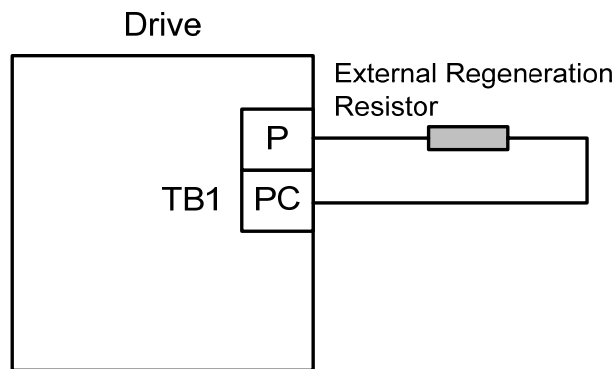 Drive
External Regeneration
Resistor
P
TB1 PC